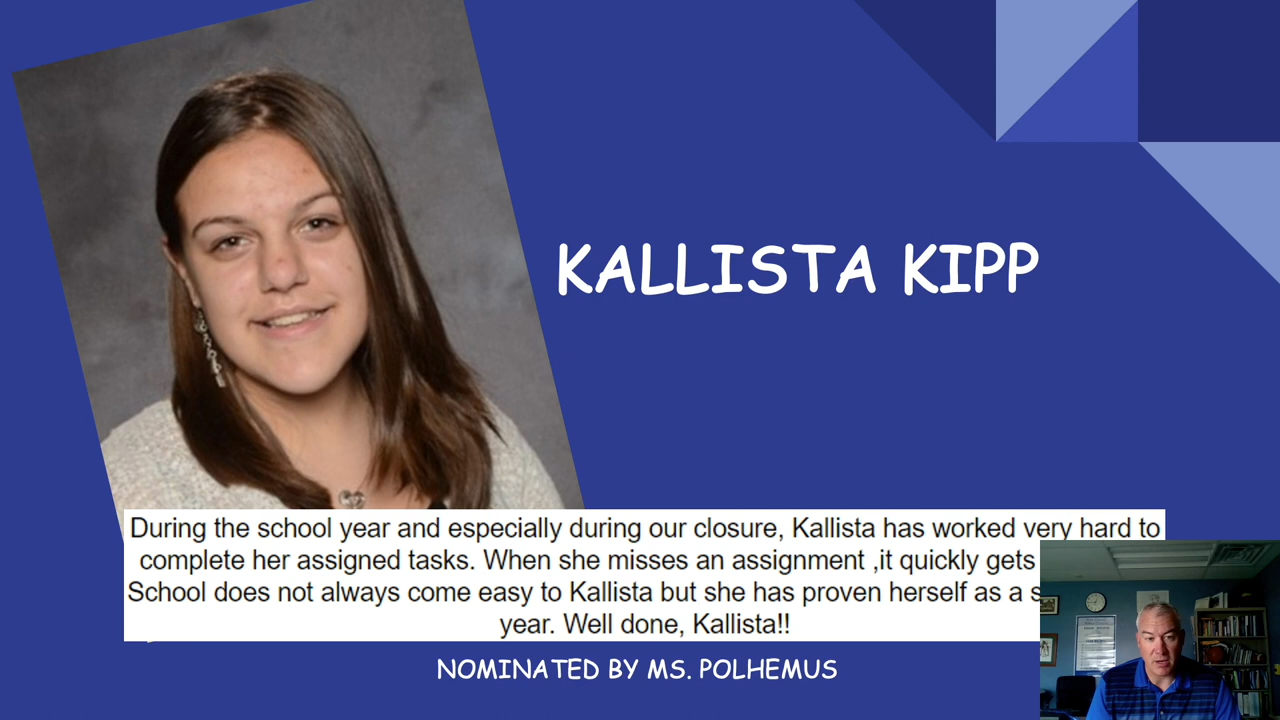 KALLISTA KIPP
During the school year and especially during our closure, Kallista has worked very hard to
complete her assigned tasks. When she misses an assignment ,it quickly gets
School does not always come easy to Kallista but she has proven herself as a s
year. Well done, Kallista!!
NOMINATED BY MS. POLHEMUS